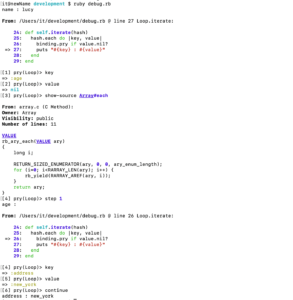 it@newName development $ ruby debug.rb
name : lucy
From: /Users/it/development/debug.rb @ line 27 Loop.iterate:
24: def self.iterate(hash)
25: hash.each do |key, value|
26: binding.pry if value.nil?
=> 27: puts "#{key} : #{value}"
28: end
29: end
[1] pry(Loop)> key
=> :age
[2] pry(Loop)> value
=> nil
[3] pry(Loop)> show-source Array#each
From: array.c (C Method):
Owner: Array
Visibility: public
Number of lines: 11
VALUE
rb_ary_each(VALUE ary)
{
long i;
RETURN_SIZED_ENUMERATOR(ary, 0, 0, ary_enum_length);
for (i=0; i<RARRAY_LEN(ary); i++) {
rb_yield(RARRAY_AREF(ary, i));
}
return ary;
}
[4] pry(Loop)> step 1
age :
From: /Users/it/development/debug.rb @ line 26 Loop.iterate:
24: def self.iterate(hash)
25: hash.each do |key, value|
=> 26: binding.pry if value.nil?
27: puts "#{key} : #{value}"
28: end
29: end
[4] pry(Loop)> key
=> :address
[5] pry(Loop)> value
=> :new_york
[6] pry(Loop)> continue
address : new_york